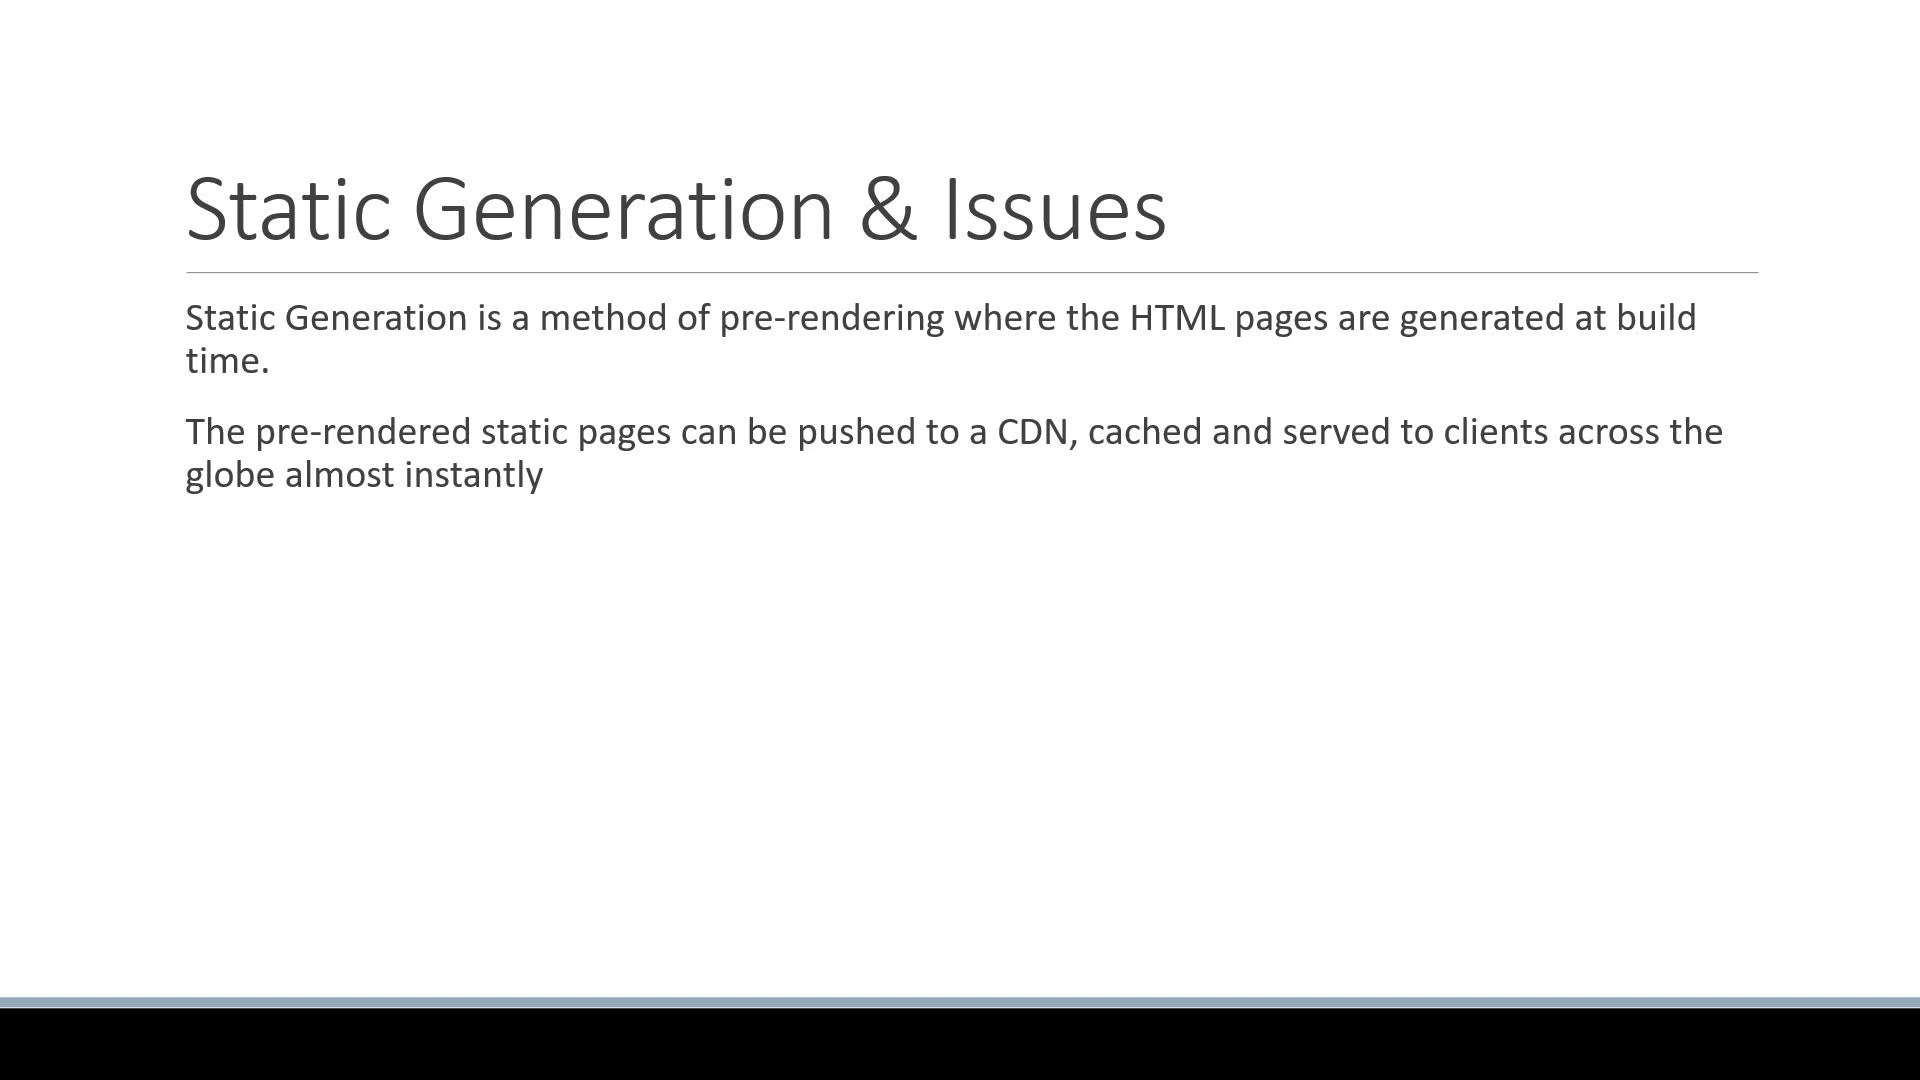 Static Generation & Issues
Static Generation is a method of pre-rendering where the HTML pages are generated at build
time.
The pre-rendered static pages can be pushed to a CDN, cached and served to clients across the
globe almost instantly